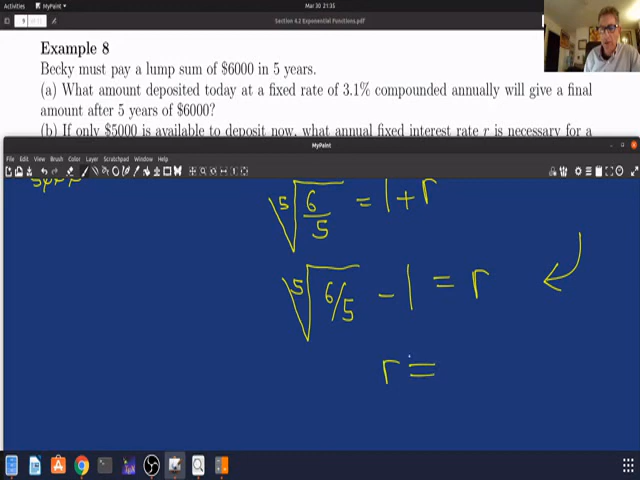 Activities
MyPaint
Mar 30 21:35
Section 4.2 Exponential Functions.pdf
Example 8
Becky must pay a lump sum of $6000 in 5 years.
(a) What amount deposited today at a fixed rate of 3.1% compounded annually will give a final
amount after 5 years of $6000?
(b) If only $5000 is available to deposit now, what annual fixed interest rate r is necessary for a
MyPaint
File Edit View Brush Color Layer Scratchpad Window Help
⁵√(6/5) = 1 + r
⁵√(6/5) - 1 = r
r =